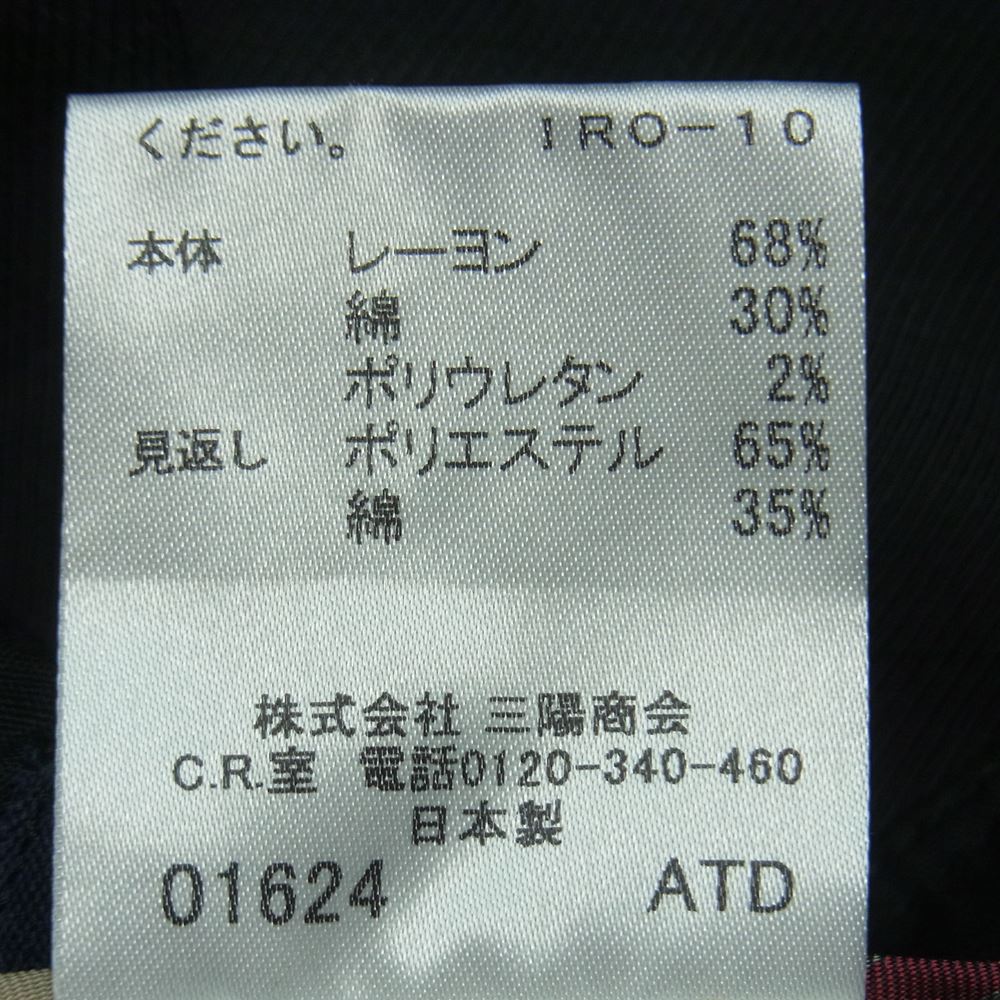 ください。 IRO-10
本体 レーヨン 68%
綿 30%
ポリウレタン 2%
見返し ポリエステル 65%
綿 35%
株式会社 三陽商会
C.R.室 電話0120-340-460
日本製
01624 ATD